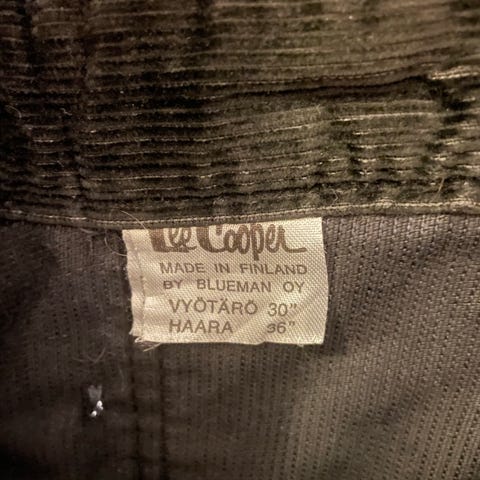 Lee Cooper
MADE IN FINLAND
BY BLUEMAN OY
VYÖTÄRÖ 30"
HAARA 36"